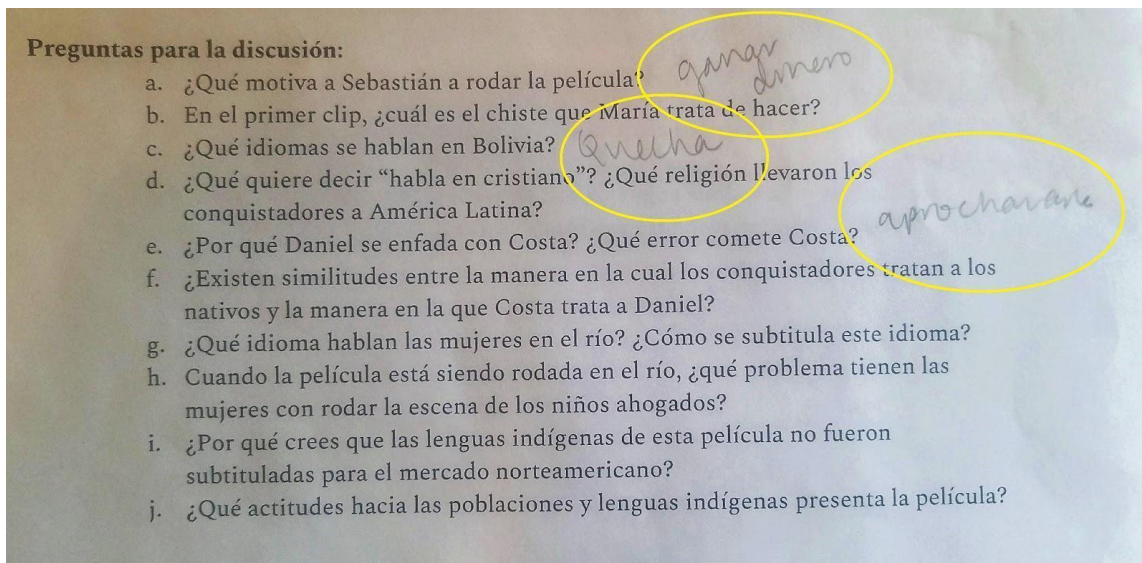 Preguntas para la discusión:
a. ¿Qué motiva a Sebastián a rodar la película? ganar
dinero
b. En el primer clip, ¿cuál es el chiste que María trata de hacer?
c. ¿Qué idiomas se hablan en Bolivia? Quecha
d. ¿Qué quiere decir “habla en cristiano”? ¿Qué religión llevaron los
conquistadores a América Latina?
e. ¿Por qué Daniel se enfada con Costa? ¿Qué error comete Costa?
f. ¿Existen similitudes entre la manera en la cual los conquistadores tratan a los
nativos y la manera en la que Costa trata a Daniel?
g. ¿Qué idioma hablan las mujeres en el río? ¿Cómo se subtitula este idioma?
h. Cuando la película está siendo rodada en el río, ¿qué problema tienen las
mujeres con rodar la escena de los niños ahogados?
i. ¿Por qué crees que las lenguas indígenas de esta película no fueron
subtituladas para el mercado norteamericano?
j. ¿Qué actitudes hacia las poblaciones y lenguas indígenas presenta la película?